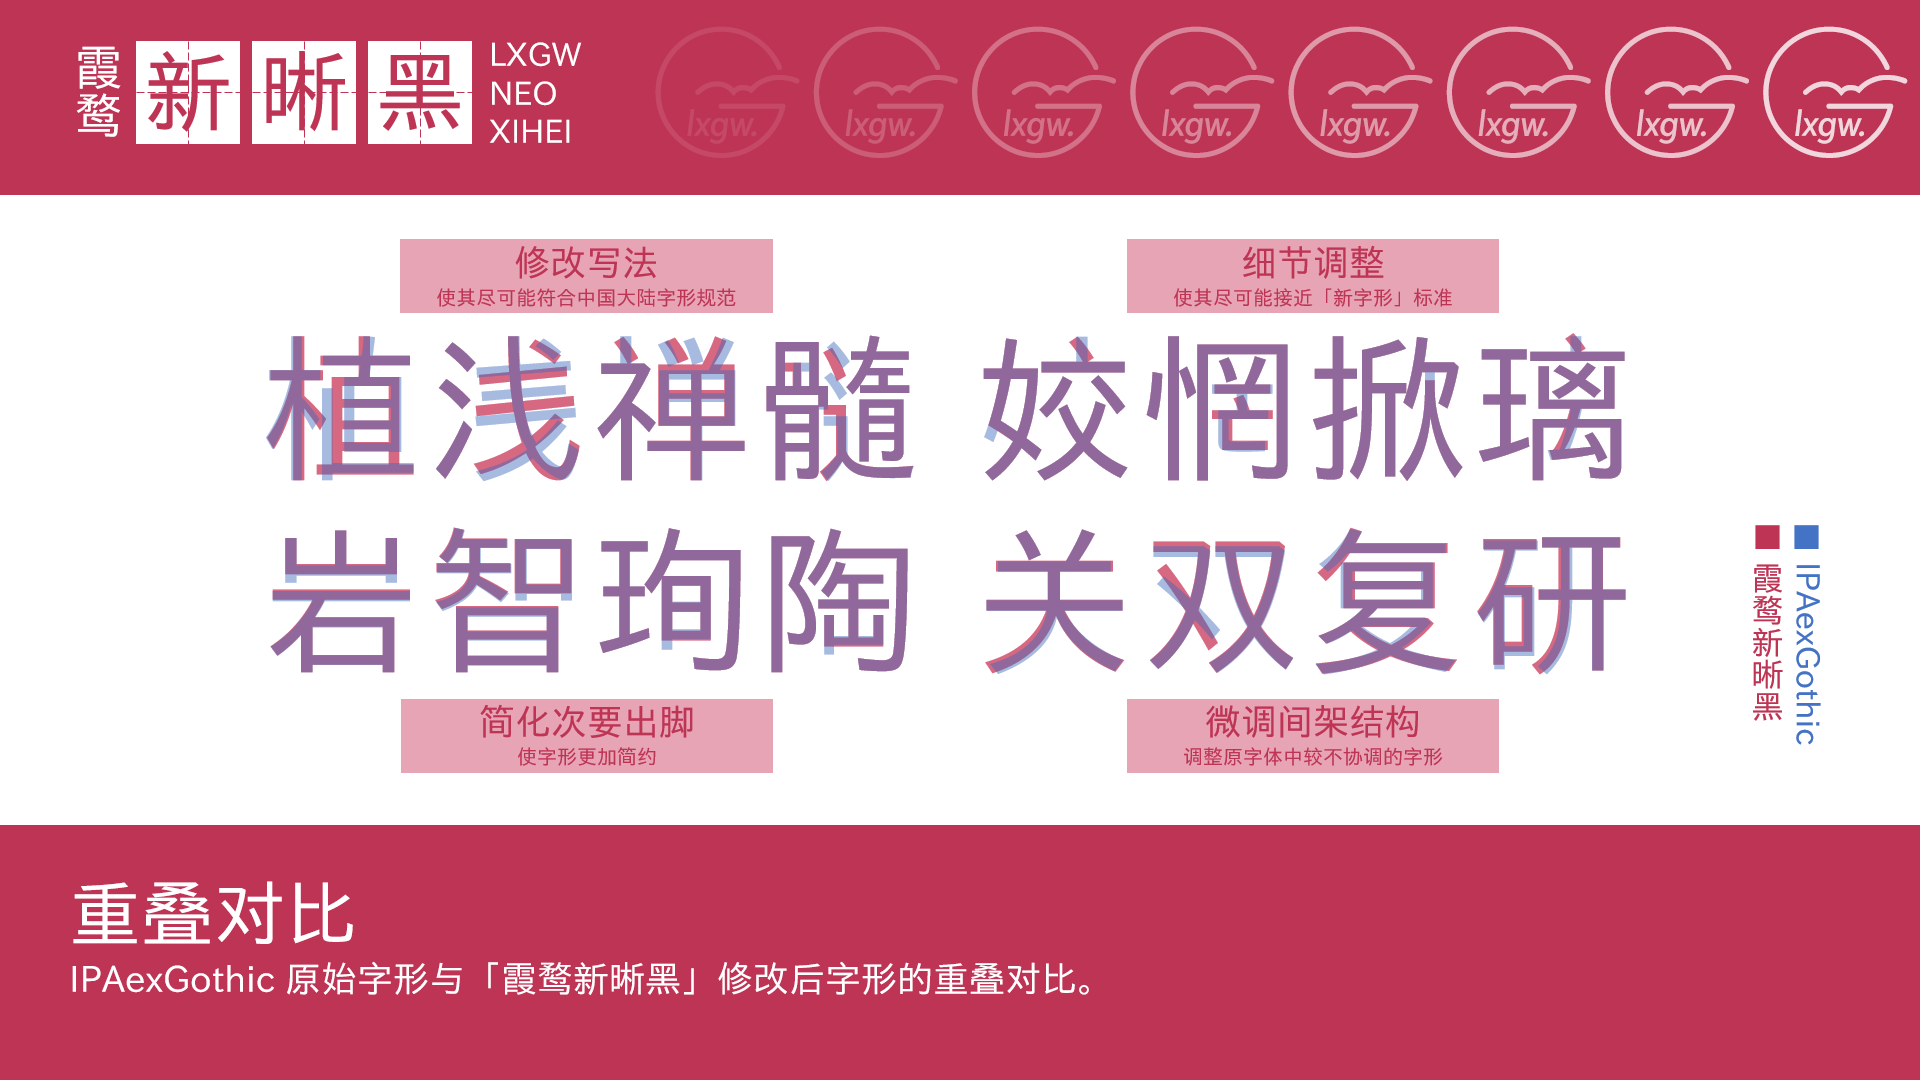 霞鹜
新晰黑
LXGW
NEO
XIHEI
lxgw.
lxgw.
lxgw.
lxgw.
lxgw.
lxgw.
lxgw.
lxgw.
修改写法
使其尽可能符合中国大陆字形规范
细节调整
使其尽可能接近「新字形」标准
植浅禅髓
姣惘掀璃
岩智珣陶
关双复研
简化次要出脚
使字形更加简约
微调间架结构
调整原字体中较不协调的字形
IPAexGothic
霞鹜新晰黑
重叠对比
IPAexGothic 原始字形与「霞鹜新晰黑」修改后字形的重叠对比。